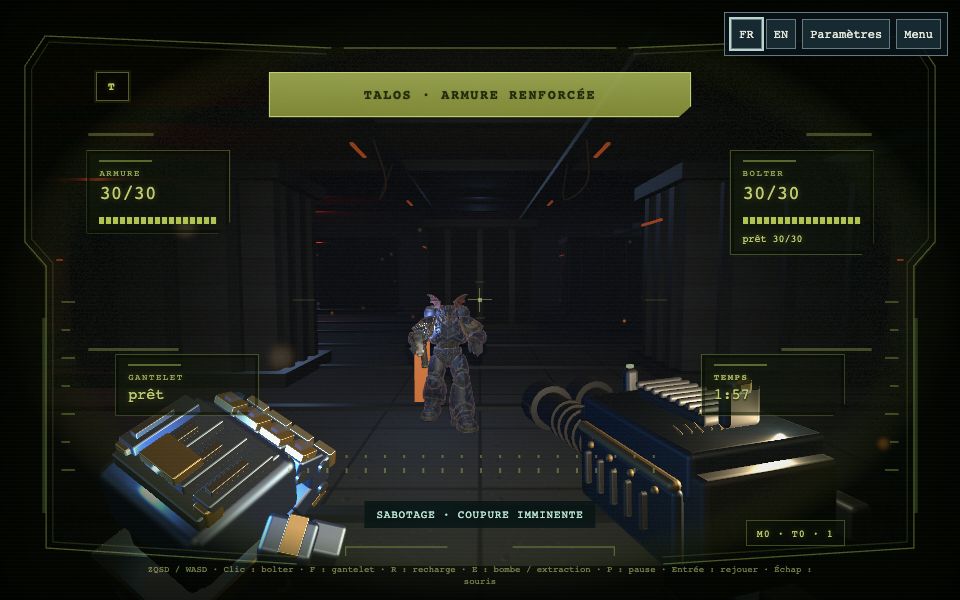 FR EN Paramètres Menu
T
TALOS · ARMURE RENFORCÉE
ARMURE
30/30
BOLTER
30/30
prêt 30/30
GANTELET
prêt
TEMPS
1:57
SABOTAGE · COUPURE IMMINENTE
M0 · T0 · 1
ZQSD / WASD · Clic : bolter · F : gantelet · R : recharge · E : bombe / extraction · P : pause · Entrée : rejouer · Échap :
souris